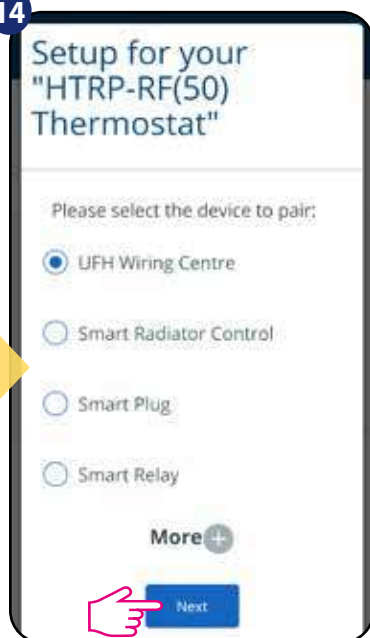 14
Setup for your
"HTRP-RF(50)
Thermostat"
Please select the device to pair:
UFH Wiring Centre
Smart Radiator Control
Smart Plug
Smart Relay
More
Next